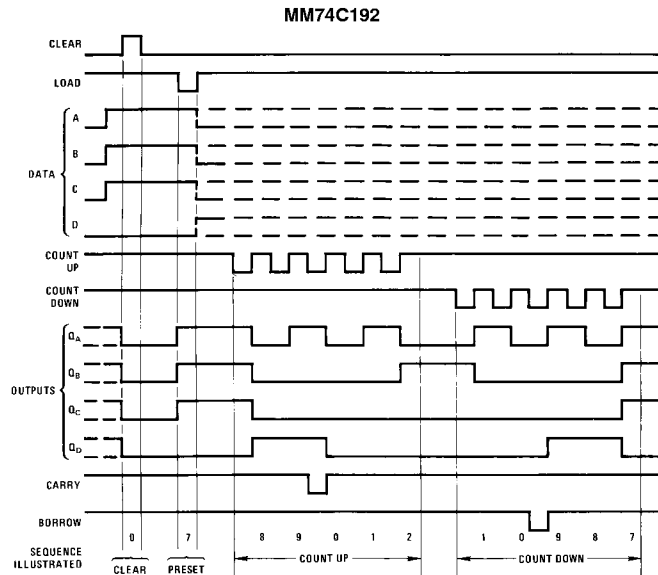 MM74C192
CLEAR
LOAD
A
B
DATA
C
D
COUNT
UP
COUNT
DOWN
QA
QB
OUTPUTS
QC
QD
CARRY
BORROW
0 7 8 9 0 1 2 1 0 9 8 7
SEQUENCE
ILLUSTRATED
CLEAR PRESET COUNT UP COUNT DOWN